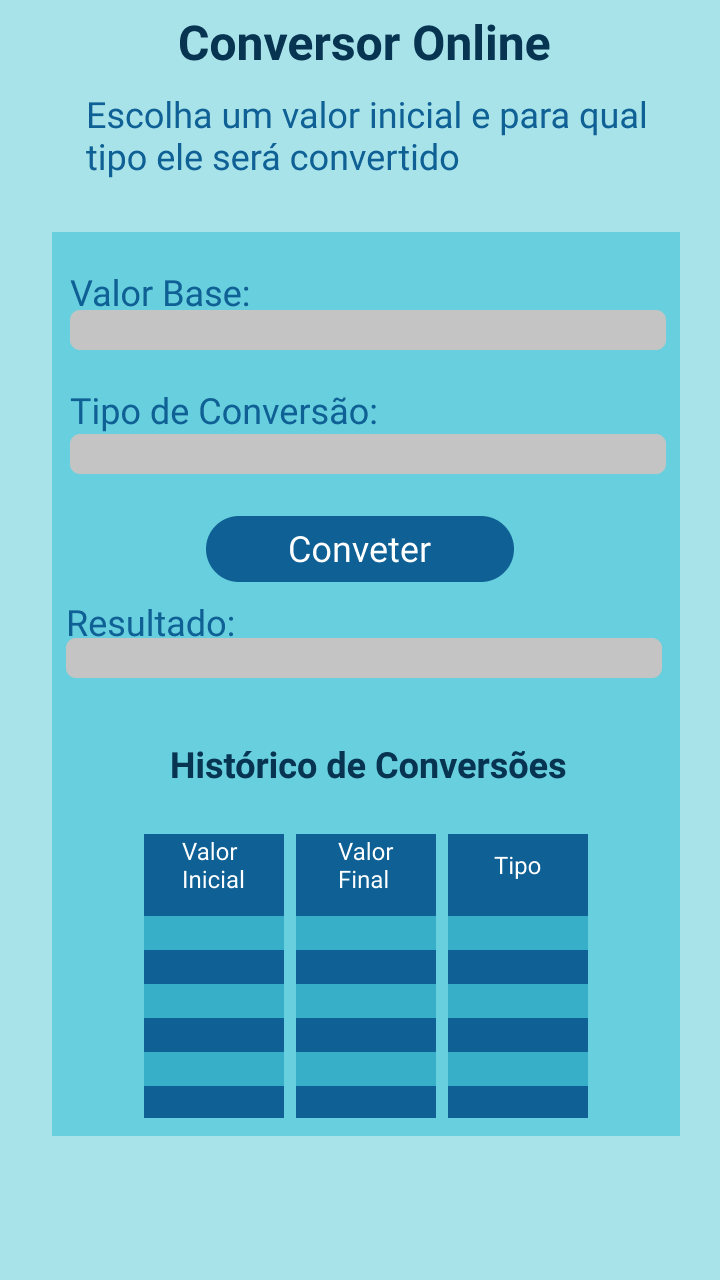 Conversor Online
Escolha um valor inicial e para qual
tipo ele será convertido
Valor Base:
Tipo de Conversão:
Conveter
Resultado:
Histórico de Conversões
Valor
Inicial
Valor
Final
Tipo